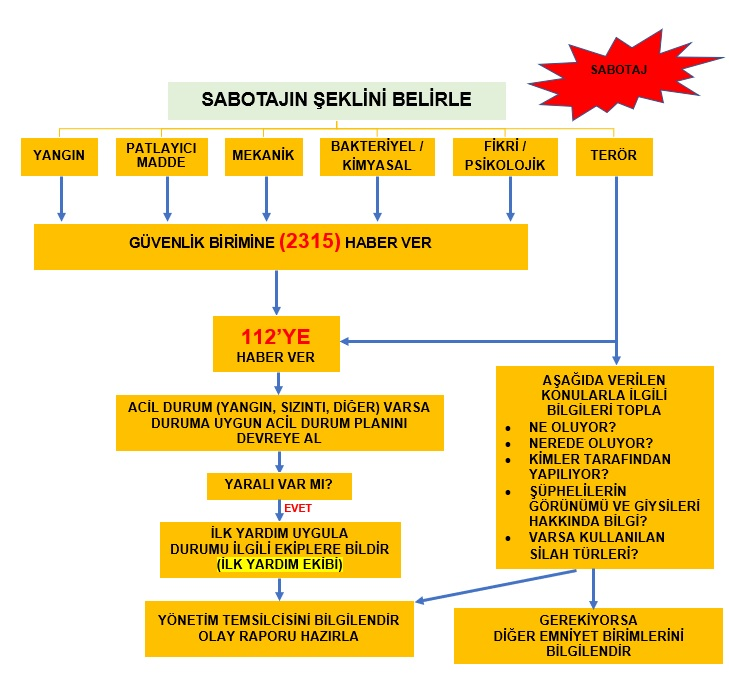 SABOTAJ
SABOTAJIN ŞEKLİNİ BELİRLE
YANGIN
PATLAYICI
MADDE
MEKANİK
BAKTERİYEL /
KİMYASAL
FİKRİ /
PSİKOLOJİK
TERÖR
GÜVENLİK BİRİMİNE (2315) HABER VER
112’YE
HABER VER
ACİL DURUM (YANGIN, SIZINTI, DİĞER) VARSA
DURUMA UYGUN ACİL DURUM PLANINI
DEVREYE AL
YARALI VAR MI?
EVET
İLK YARDIM UYGULA
DURUMU İLGİLİ EKİPLERE BİLDİR
(İLK YARDIM EKİBİ)
YÖNETİM TEMSİLCİSİNİ BİLGİLENDİR
OLAY RAPORU HAZIRLA
AŞAĞIDA VERİLEN
KONULARLA İLGİLİ
BİLGİLERİ TOPLA
• NE OLUYOR?
• NEREDE OLUYOR?
• KİMLER TARAFINDAN
YAPILIYOR?
• ŞÜPHELİLERİN
GÖRÜNÜMÜ VE GİYSİLERİ
HAKKINDA BİLGİ?
• VARSA KULLANILAN
SİLAH TÜRLERİ?
GEREKİYORSA
DİĞER EMNİYET BİRİMLERİNİ
BİLGİLENDİR